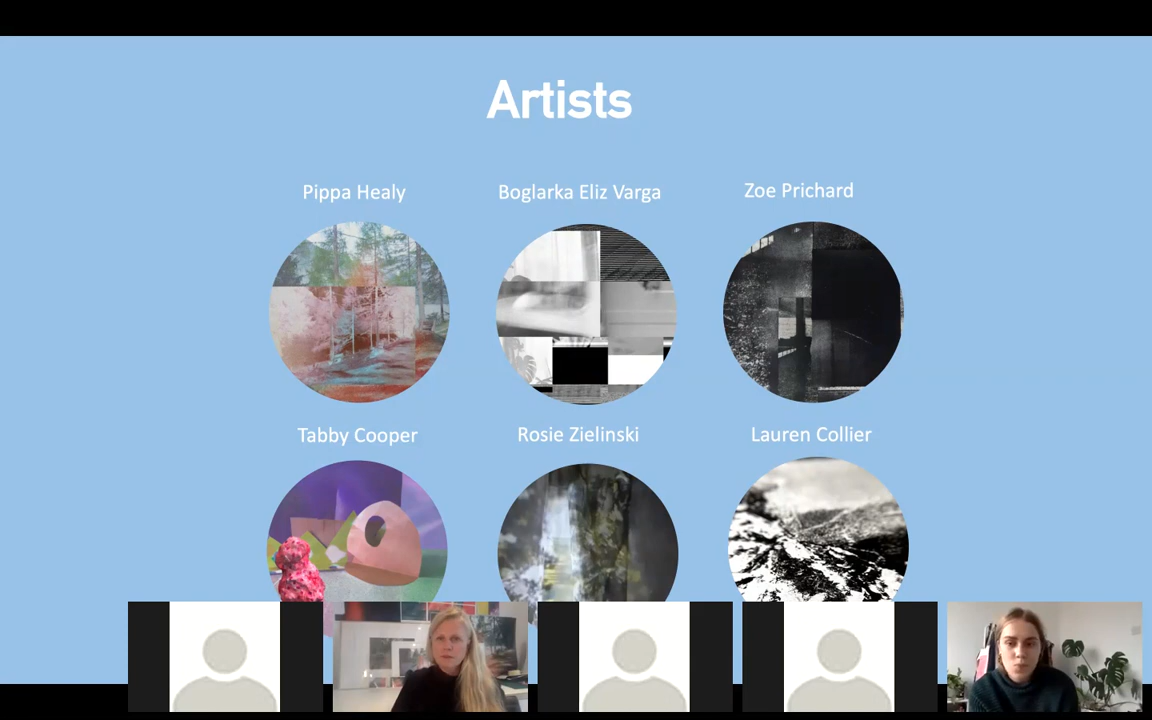 Artists
Pippa Healy
Boglarka Eliz Varga
Zoe Prichard
Tabby Cooper
Rosie Zielinski
Lauren Collier